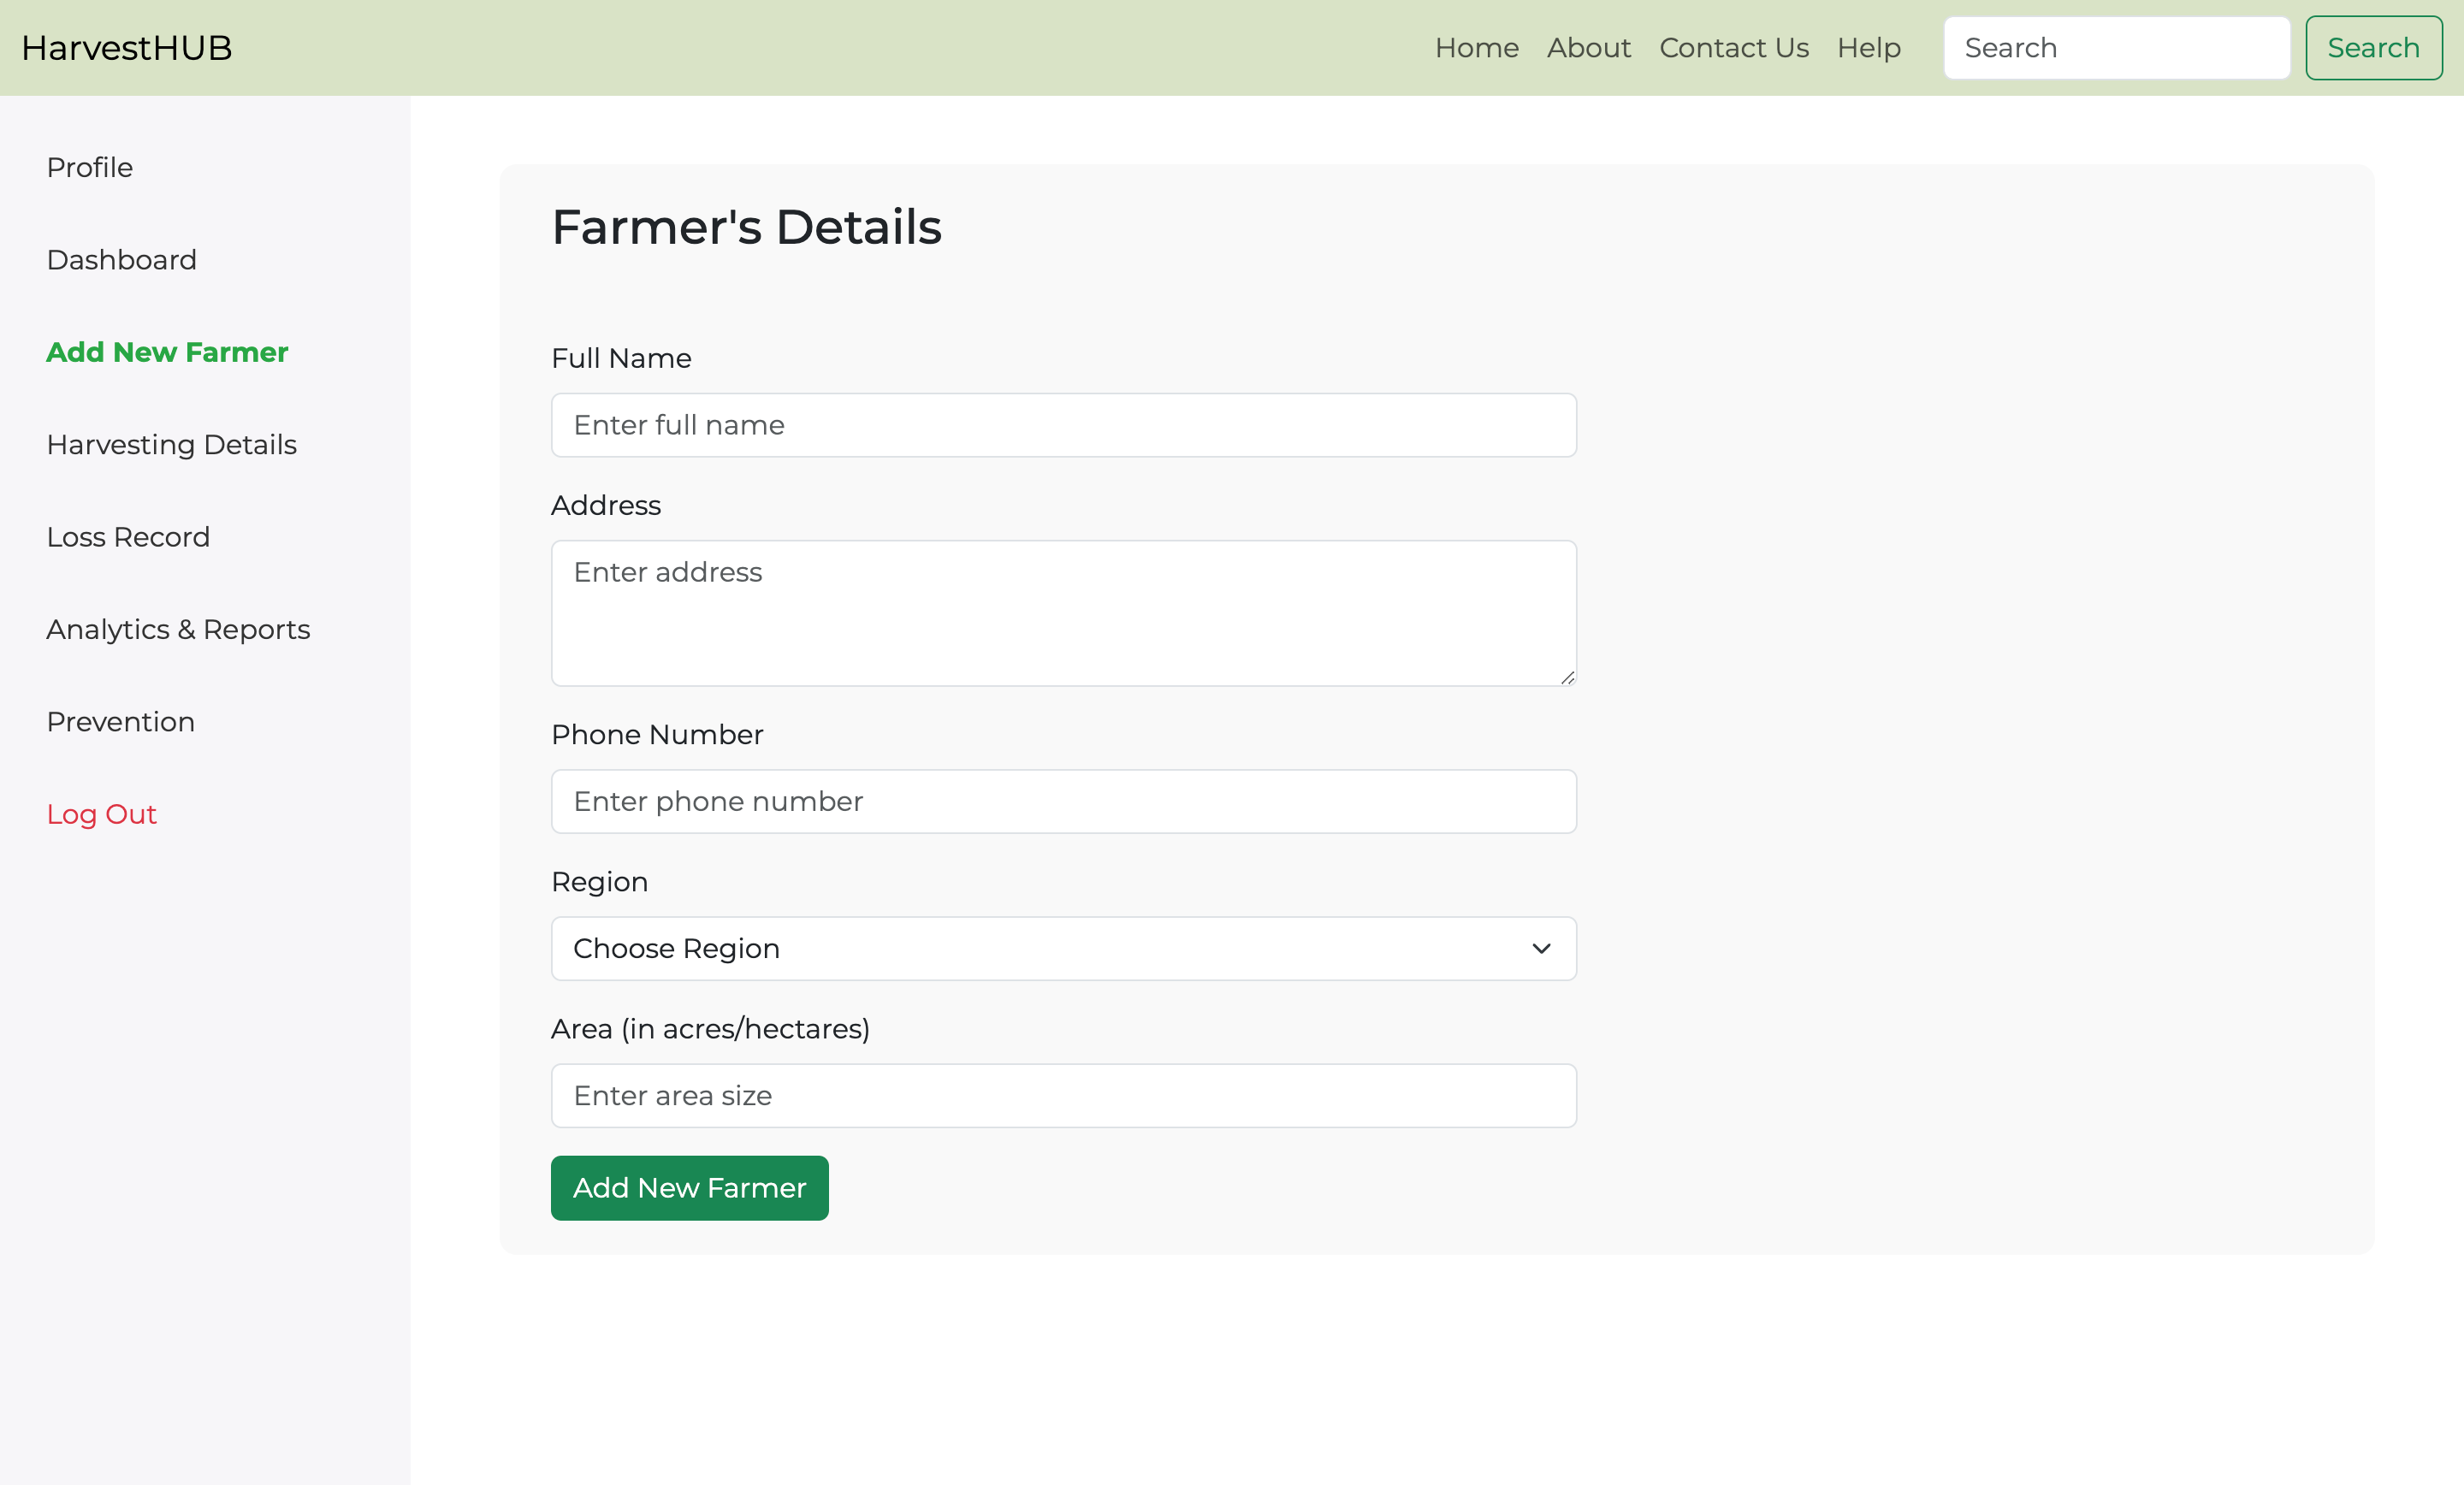 HarvestHUB
Home About Contact Us Help Search Search
Profile
Dashboard
Add New Farmer
Harvesting Details
Loss Record
Analytics & Reports
Prevention
Log Out
Farmer's Details
Full Name
Enter full name
Address
Enter address
Phone Number
Enter phone number
Region
Choose Region
Area (in acres/hectares)
Enter area size
Add New Farmer